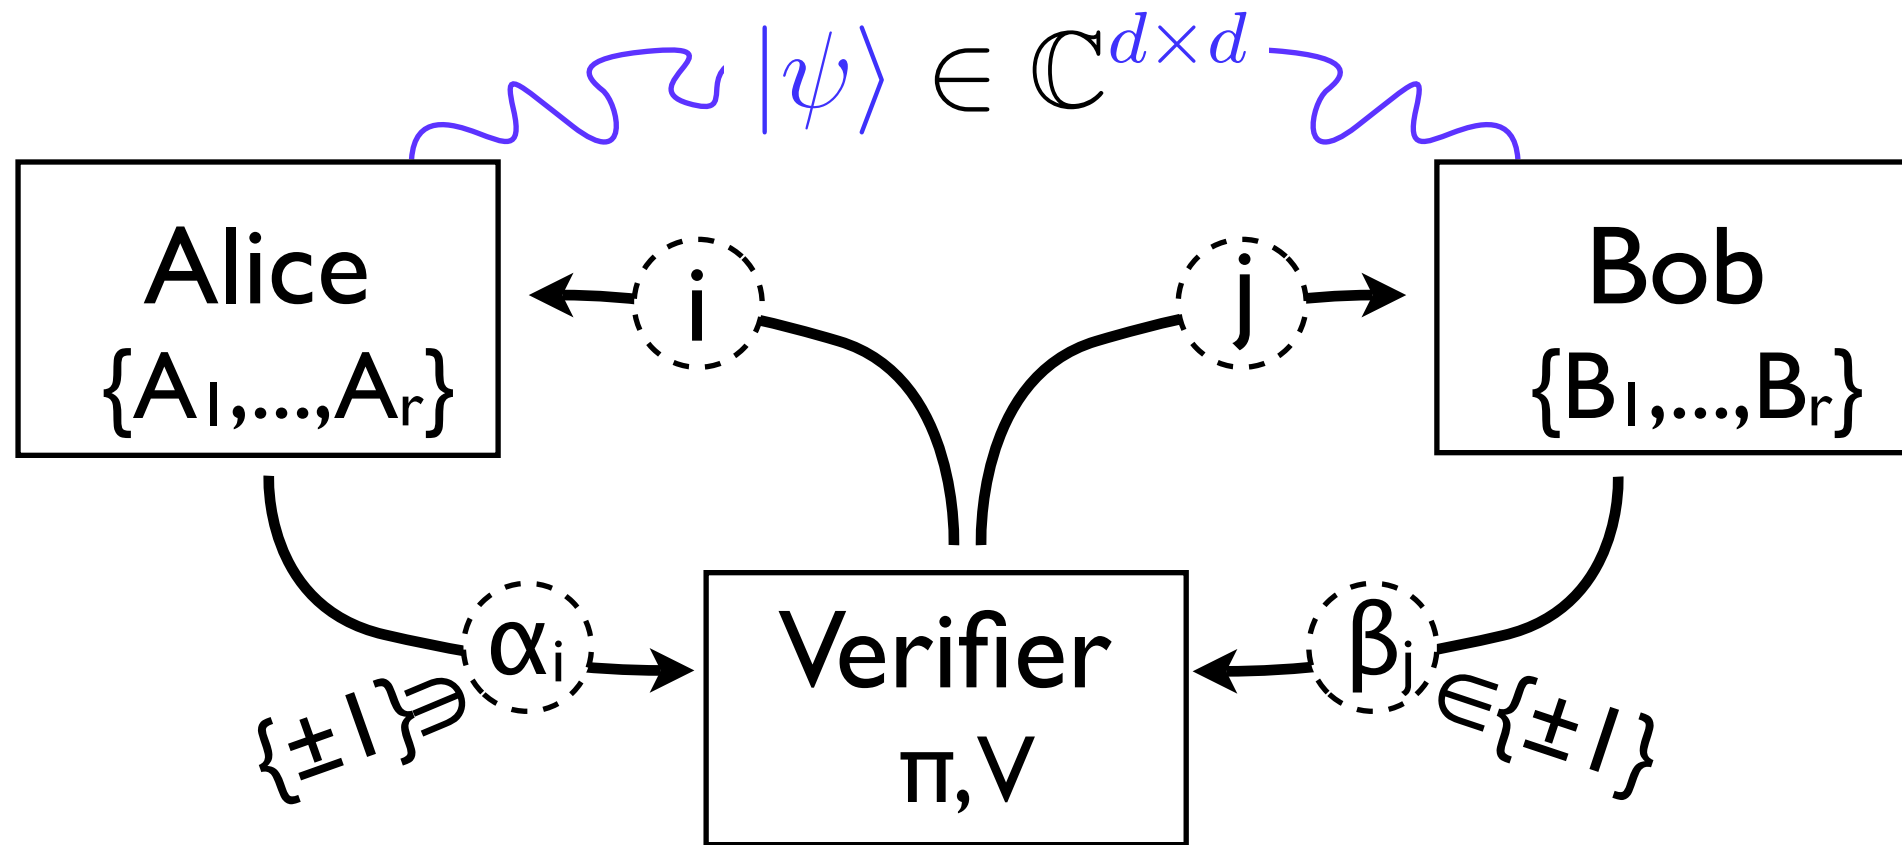 |ψ⟩ ∈ ℂ^{d×d}
Alice
{A₁,...,Aᵣ}
i
j
Bob
{B₁,...,Bᵣ}
αᵢ
{±1}∋
Verifier
π,V
βⱼ
∈{±1}